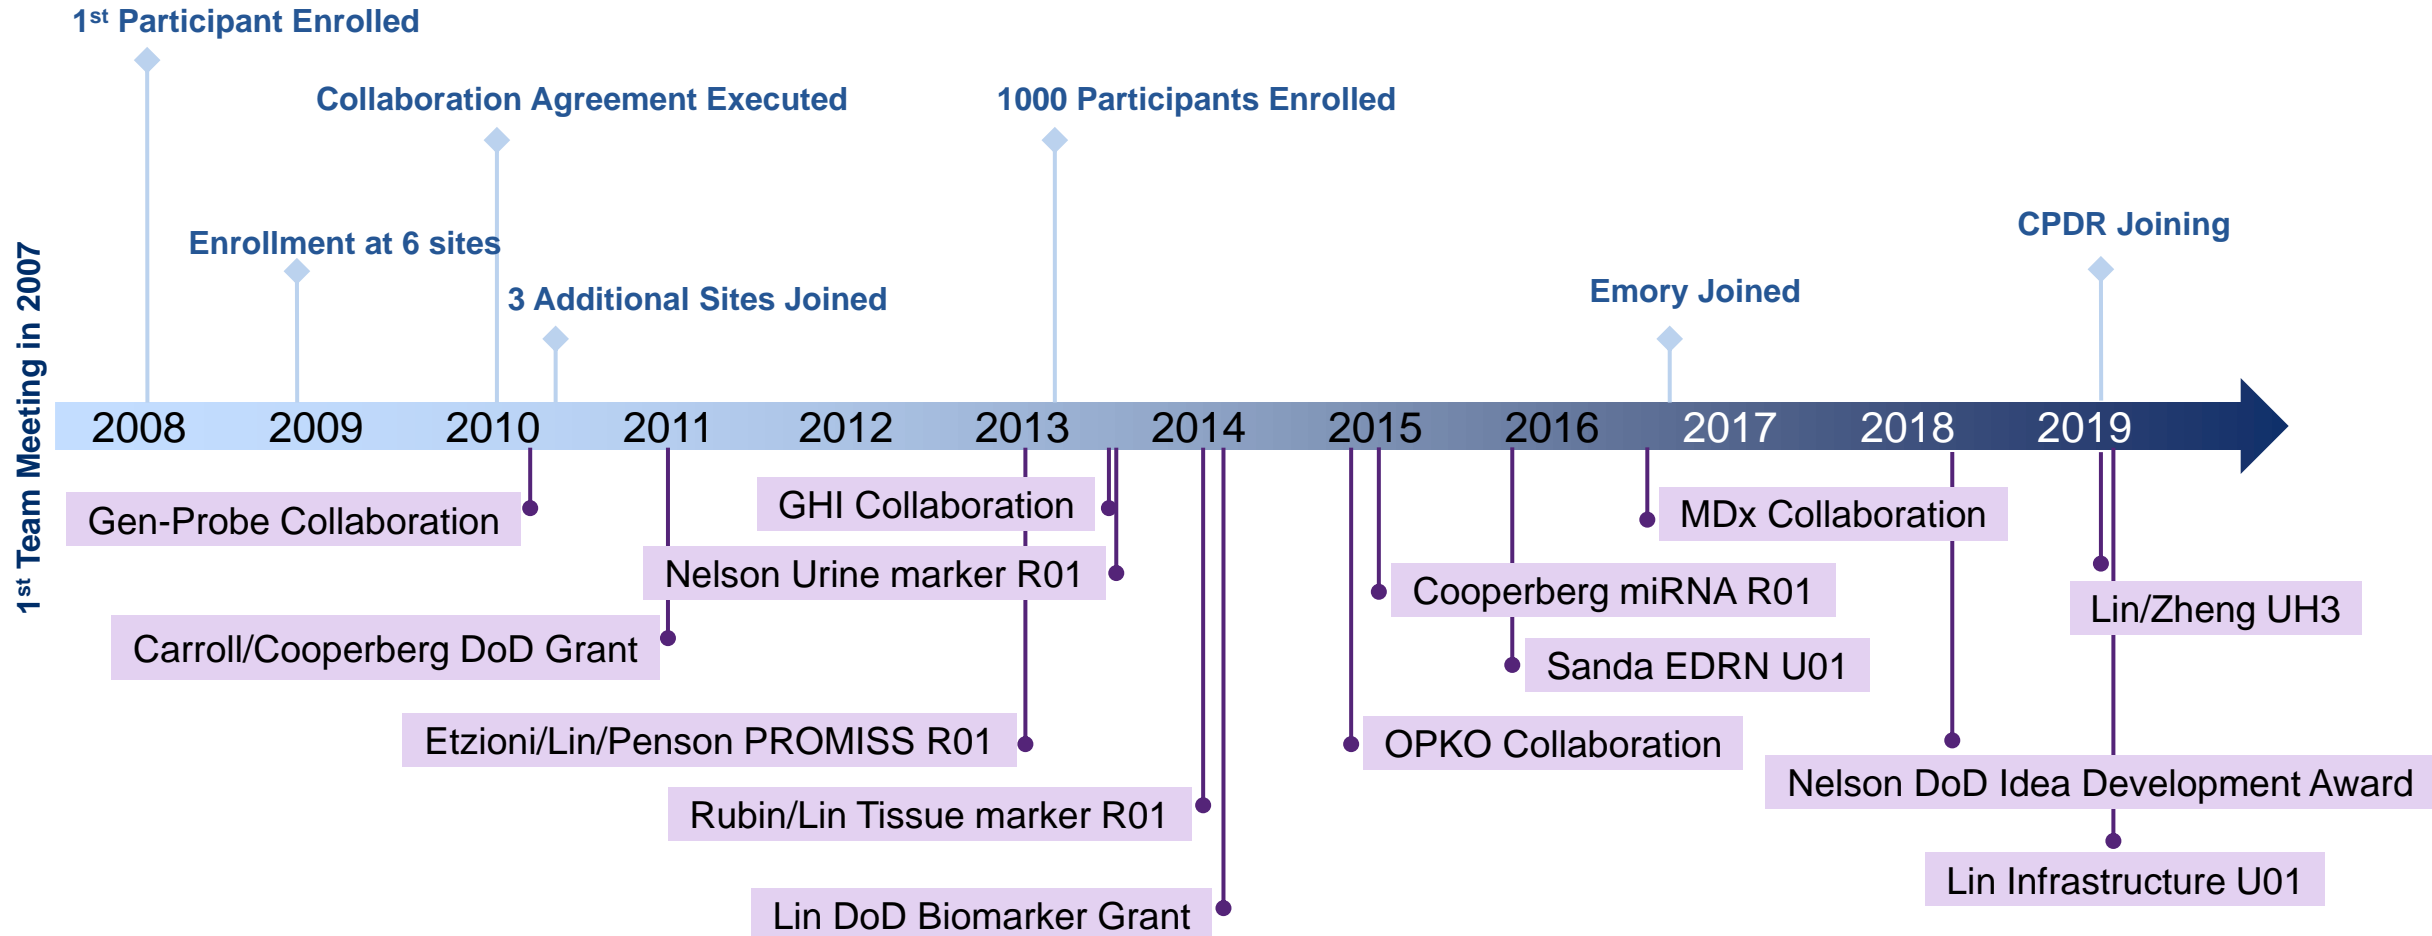 1st Participant Enrolled
Collaboration Agreement Executed
1000 Participants Enrolled
Enrollment at 6 sites
CPDR Joining
3 Additional Sites Joined
Emory Joined
1st Team Meeting in 2007
2008 2009 2010 2011 2012 2013 2014 2015 2016 2017 2018 2019
Gen-Probe Collaboration
GHI Collaboration
MDx Collaboration
Nelson Urine marker R01
Cooperberg miRNA R01
Lin/Zheng UH3
Carroll/Cooperberg DoD Grant
Sanda EDRN U01
Etzioni/Lin/Penson PROMISS R01
OPKO Collaboration
Nelson DoD Idea Development Award
Rubin/Lin Tissue marker R01
Lin Infrastructure U01
Lin DoD Biomarker Grant